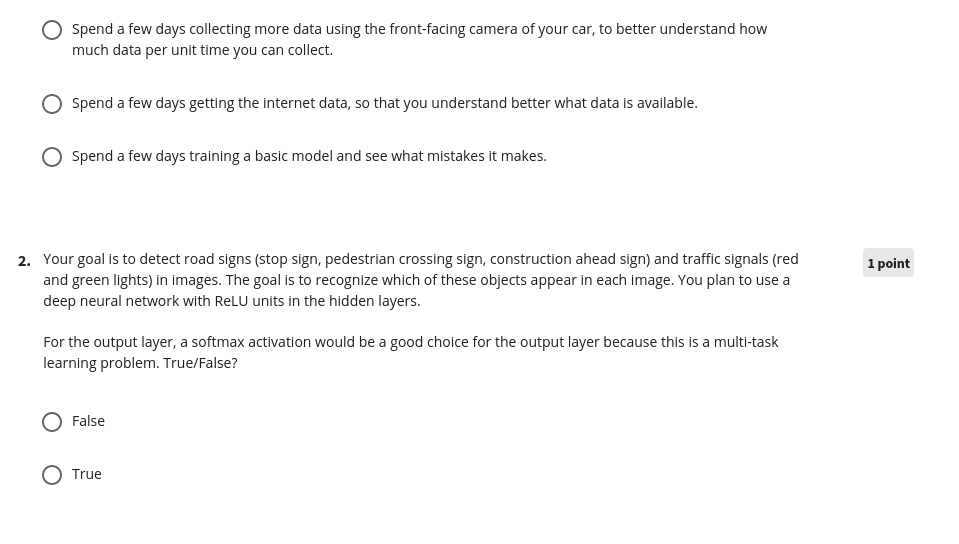 Spend a few days collecting more data using the front-facing camera of your car, to better understand how
much data per unit time you can collect.
Spend a few days getting the internet data, so that you understand better what data is available.
Spend a few days training a basic model and see what mistakes it makes.
2. Your goal is to detect road signs (stop sign, pedestrian crossing sign, construction ahead sign) and traffic signals (red
1 point
and green lights) in images. The goal is to recognize which of these objects appear in each image. You plan to use a
deep neural network with ReLU units in the hidden layers.
For the output layer, a softmax activation would be a good choice for the output layer because this is a multi-task
learning problem. True/False?
False
True